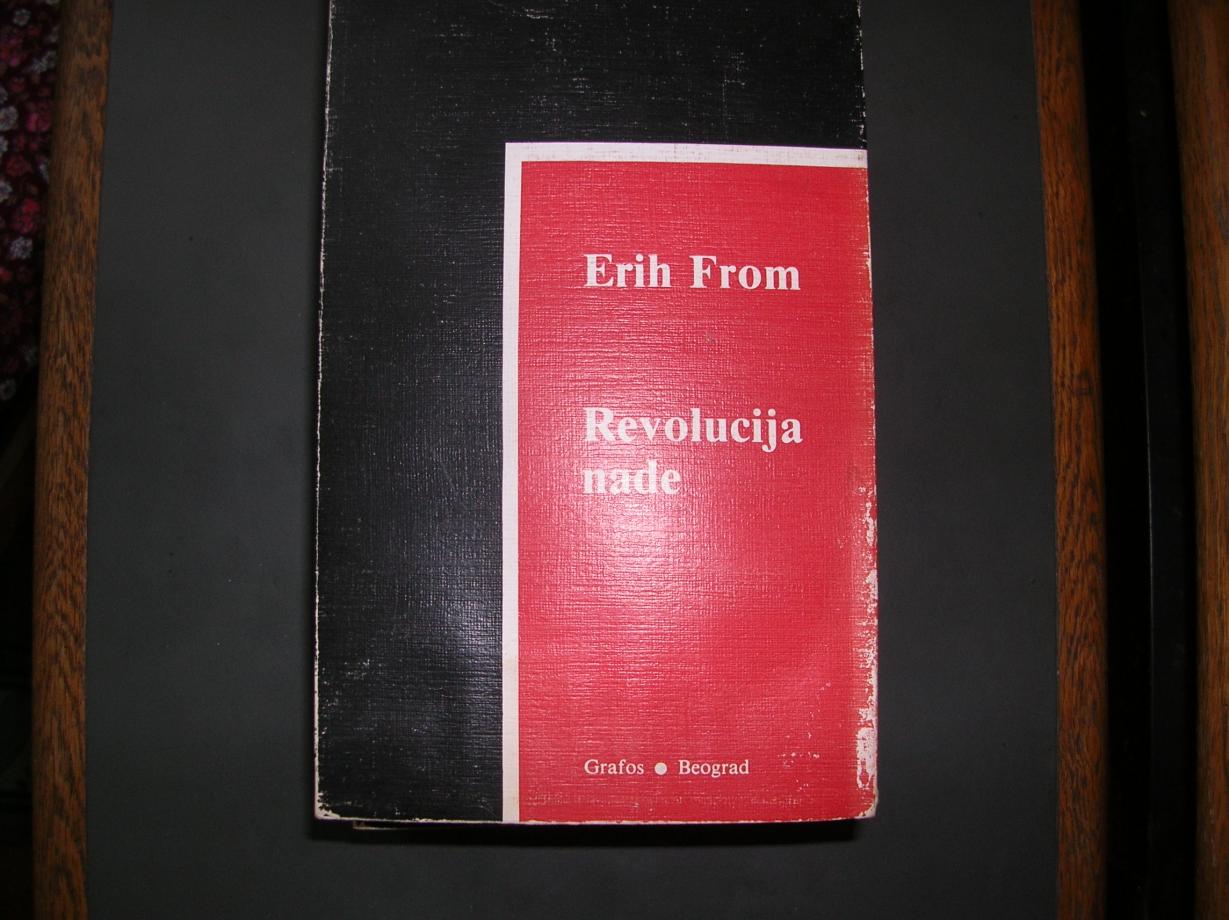 Erih From
Revolucija
nade
Grafos ● Beograd